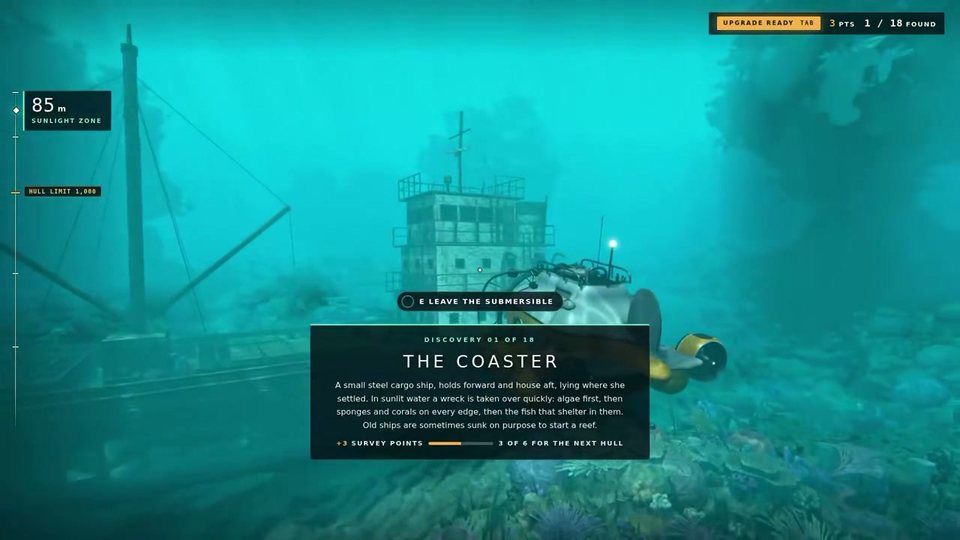 UPGRADE READY TAB 3 PTS 1 / 18 FOUND
85 m
SUNLIGHT ZONE
HULL LIMIT 1,000
E LEAVE THE SUBMERSIBLE
DISCOVERY 01 OF 18
THE COASTER
A small steel cargo ship, holds forward and house aft, lying where she
settled. In sunlit water a wreck is taken over quickly: algae first, then
sponges and corals on every edge, then the fish that shelter in them.
Old ships are sometimes sunk on purpose to start a reef.
+3 SURVEY POINTS 3 OF 6 FOR THE NEXT HULL